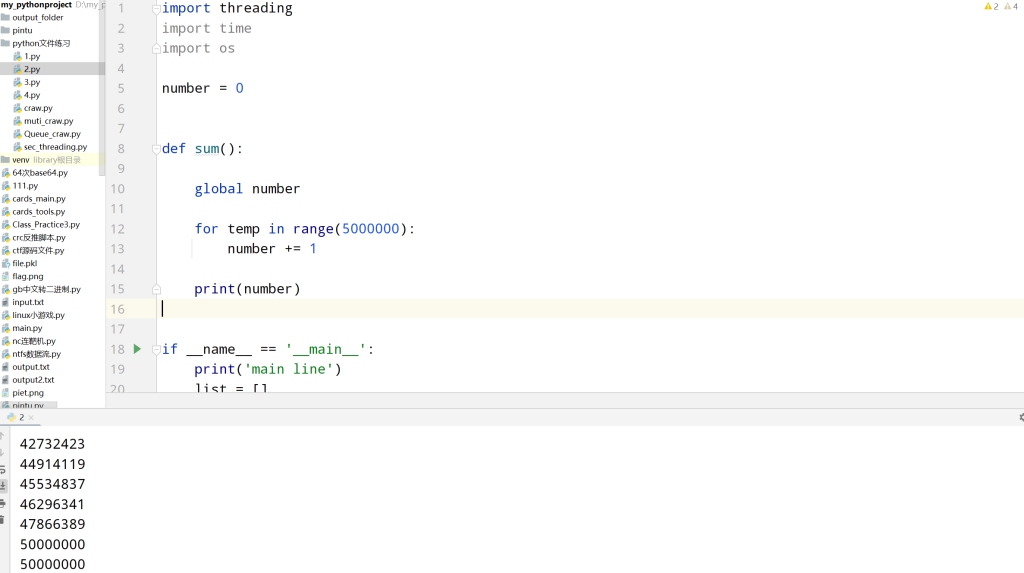 my_pythonproject D:\my_p
output_folder
pintu
python文件练习
1.py
2.py
3.py
4.py
craw.py
muti_craw.py
Queue_craw.py
sec_threading.py
venv library根目录
64次base64.py
111.py
cards_main.py
cards_tools.py
Class_Practice3.py
crc反推脚本.py
ctf源码文件.py
file.pkl
flag.png
gb中文转二进制.py
input.txt
linux小游戏.py
main.py
nc连靶机.py
ntfs数据流.py
output.txt
output2.txt
piet.png
pintu.py
2 4
1 import threading
2 import time
3 import os
4
5 number = 0
6
7
8 def sum():
9
10 global number
11
12 for temp in range(5000000):
13 number += 1
14
15 print(number)
16
17
18 if __name__ == '__main__':
19 print('main line')
20 list = []
2
42732423
44914119
45534837
46296341
47866389
50000000
50000000